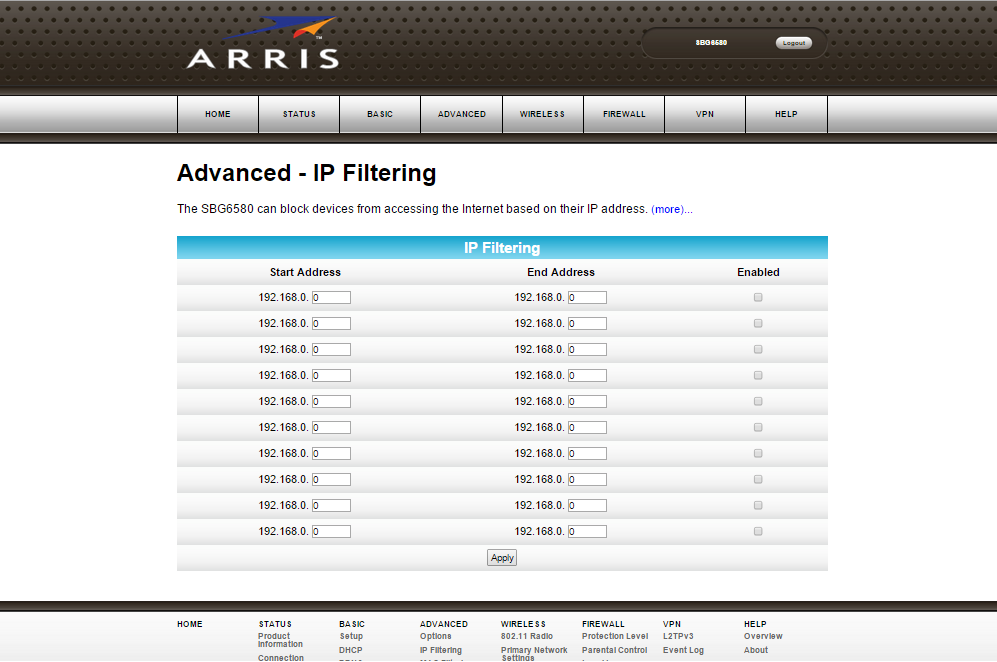 ARRIS
TM
SBG6580
Logout
HOME STATUS BASIC ADVANCED WIRELESS FIREWALL VPN HELP
Advanced - IP Filtering
The SBG6580 can block devices from accessing the Internet based on their IP address. (more)...
IP Filtering
Start Address End Address Enabled
192.168.0. 0 192.168.0. 0
192.168.0. 0 192.168.0. 0
192.168.0. 0 192.168.0. 0
192.168.0. 0 192.168.0. 0
192.168.0. 0 192.168.0. 0
192.168.0. 0 192.168.0. 0
192.168.0. 0 192.168.0. 0
192.168.0. 0 192.168.0. 0
192.168.0. 0 192.168.0. 0
192.168.0. 0 192.168.0. 0
Apply
HOME STATUS BASIC ADVANCED WIRELESS FIREWALL VPN HELP
Product Information Setup Options 802.11 Radio Protection Level L2TPv3 Overview
DHCP IP Filtering Primary Network Settings Parental Control Event Log About
Connection